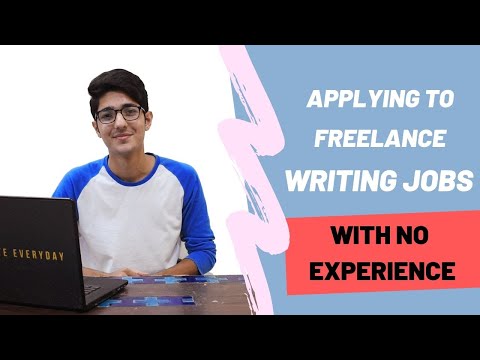 APPLYING TO
FREELANCE
WRITING JOBS
WITH NO
EXPERIENCE
EVERYDAY